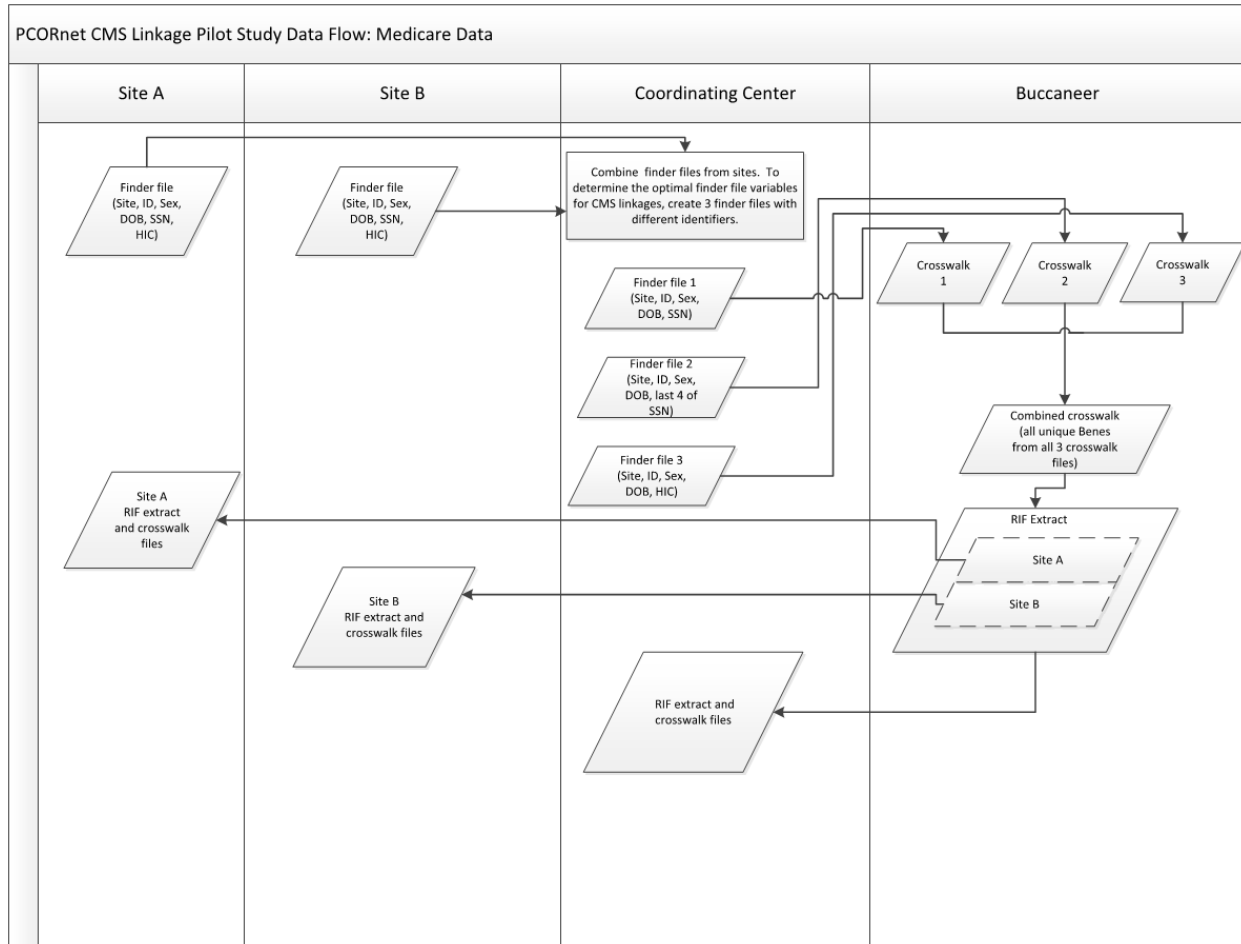 PCORnet CMS Linkage Pilot Study Data Flow: Medicare Data
Site A
Site B
Coordinating Center
Buccaneer
Finder file
(Site, ID, Sex,
DOB, SSN,
HIC)
Finder file
(Site, ID, Sex,
DOB, SSN,
HIC)
Combine finder files from sites. To
determine the optimal finder file variables
for CMS linkages, create 3 finder files with
different identifiers.
Finder file 1
(Site, ID, Sex,
DOB, SSN)
Crosswalk
1
Crosswalk
2
Crosswalk
3
Finder file 2
(Site, ID, Sex,
DOB, last 4 of
SSN)
Combined crosswalk
(all unique Benes
from all 3 crosswalk
files)
Finder file 3
(Site, ID, Sex,
DOB, HIC)
Site A
RIF extract
and crosswalk
files
RIF Extract
Site A
Site B
Site B
RIF extract and
crosswalk files
RIF extract and
crosswalk files